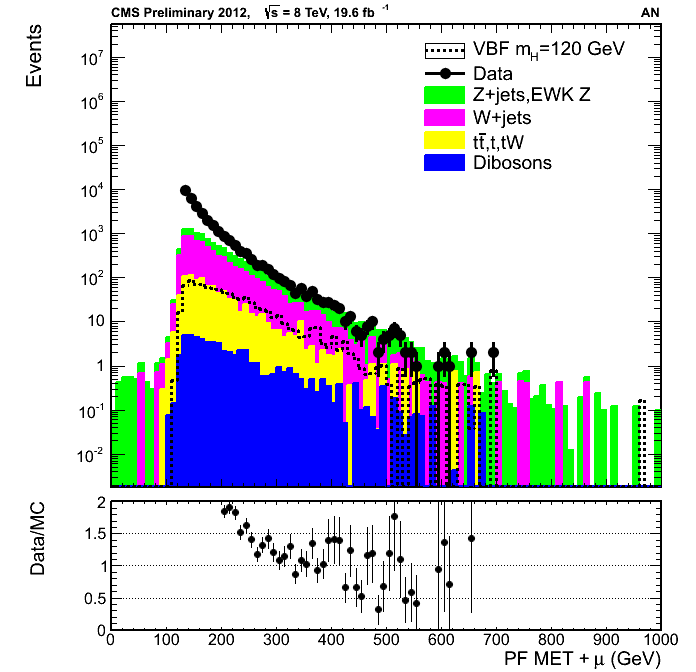 CMS Preliminary 2012, √s = 8 TeV, 19.6 fb⁻¹ AN
Events
VBF m_H=120 GeV
Data
Z+jets,EWK Z
W+jets
tt̄,t,tW
Dibosons
10⁷
10⁶
10⁵
10⁴
10³
10²
10
1
10⁻¹
10⁻²
Data/MC
2
1.5
1
0.5
0
0 100 200 300 400 500 600 700 800 900 1000
PF MET + μ (GeV)